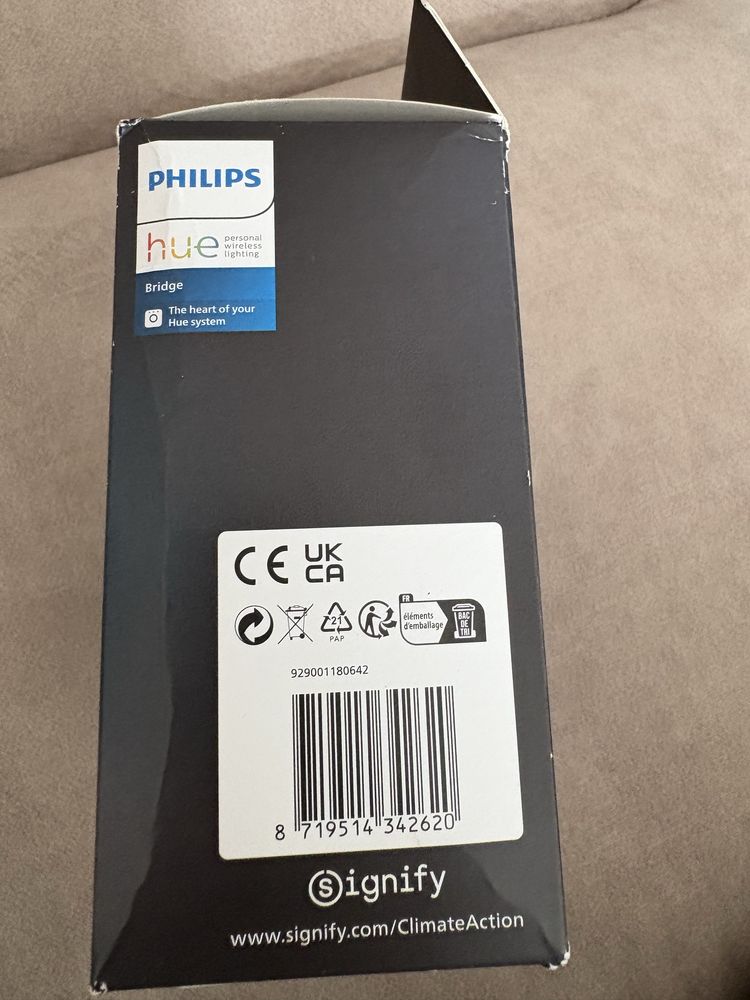 PHILIPS
hue personal
wireless
lighting
Bridge
The heart of your
Hue system
CE UK
CA
21
PAP
FR
éléments
d'emballage
BAC
DE
TRI
929001180642
8 719514 342620
signify
www.signify.com/ClimateAction